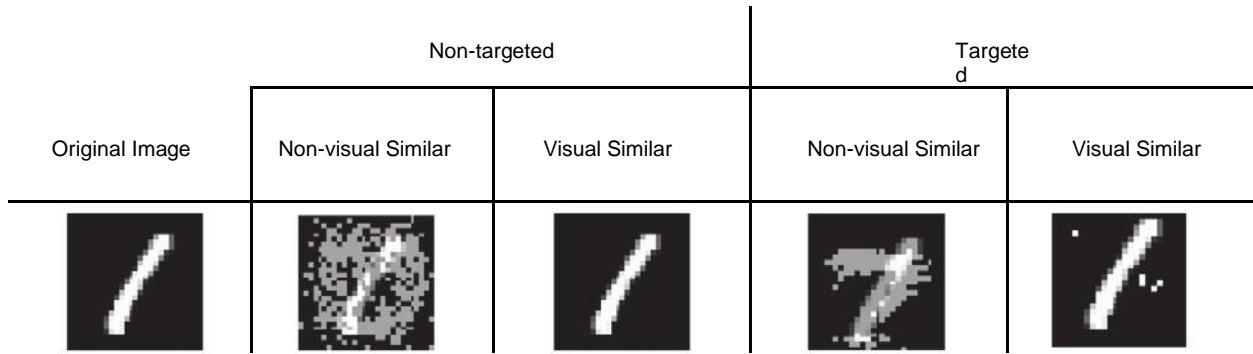 Non-targeted
Targete
d
Original Image
Non-visual Similar
Visual Similar
Non-visual Similar
Visual Similar